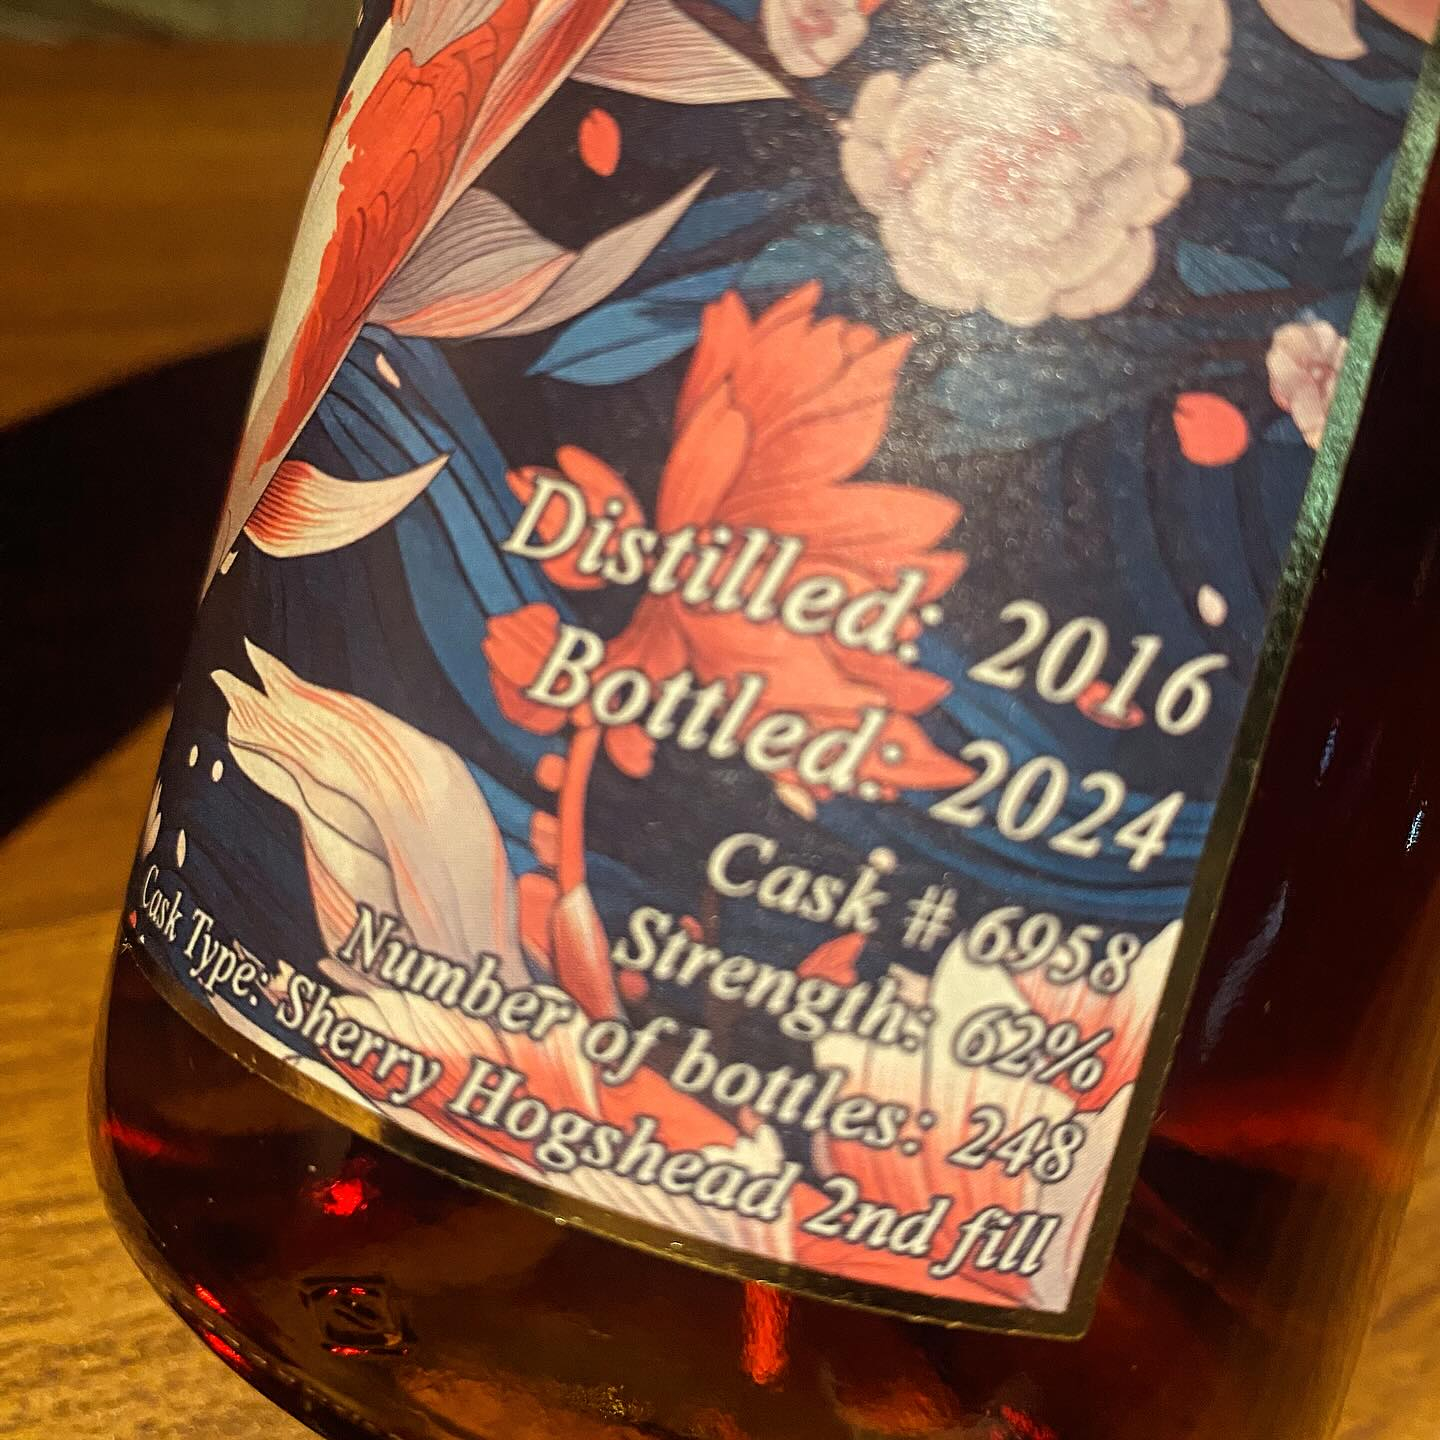 Distilled: 2016
Bottled: 2024
Cask # 6958
Strength: 62%
Number of bottles: 248
Cask Type: Sherry Hogshead 2nd fill